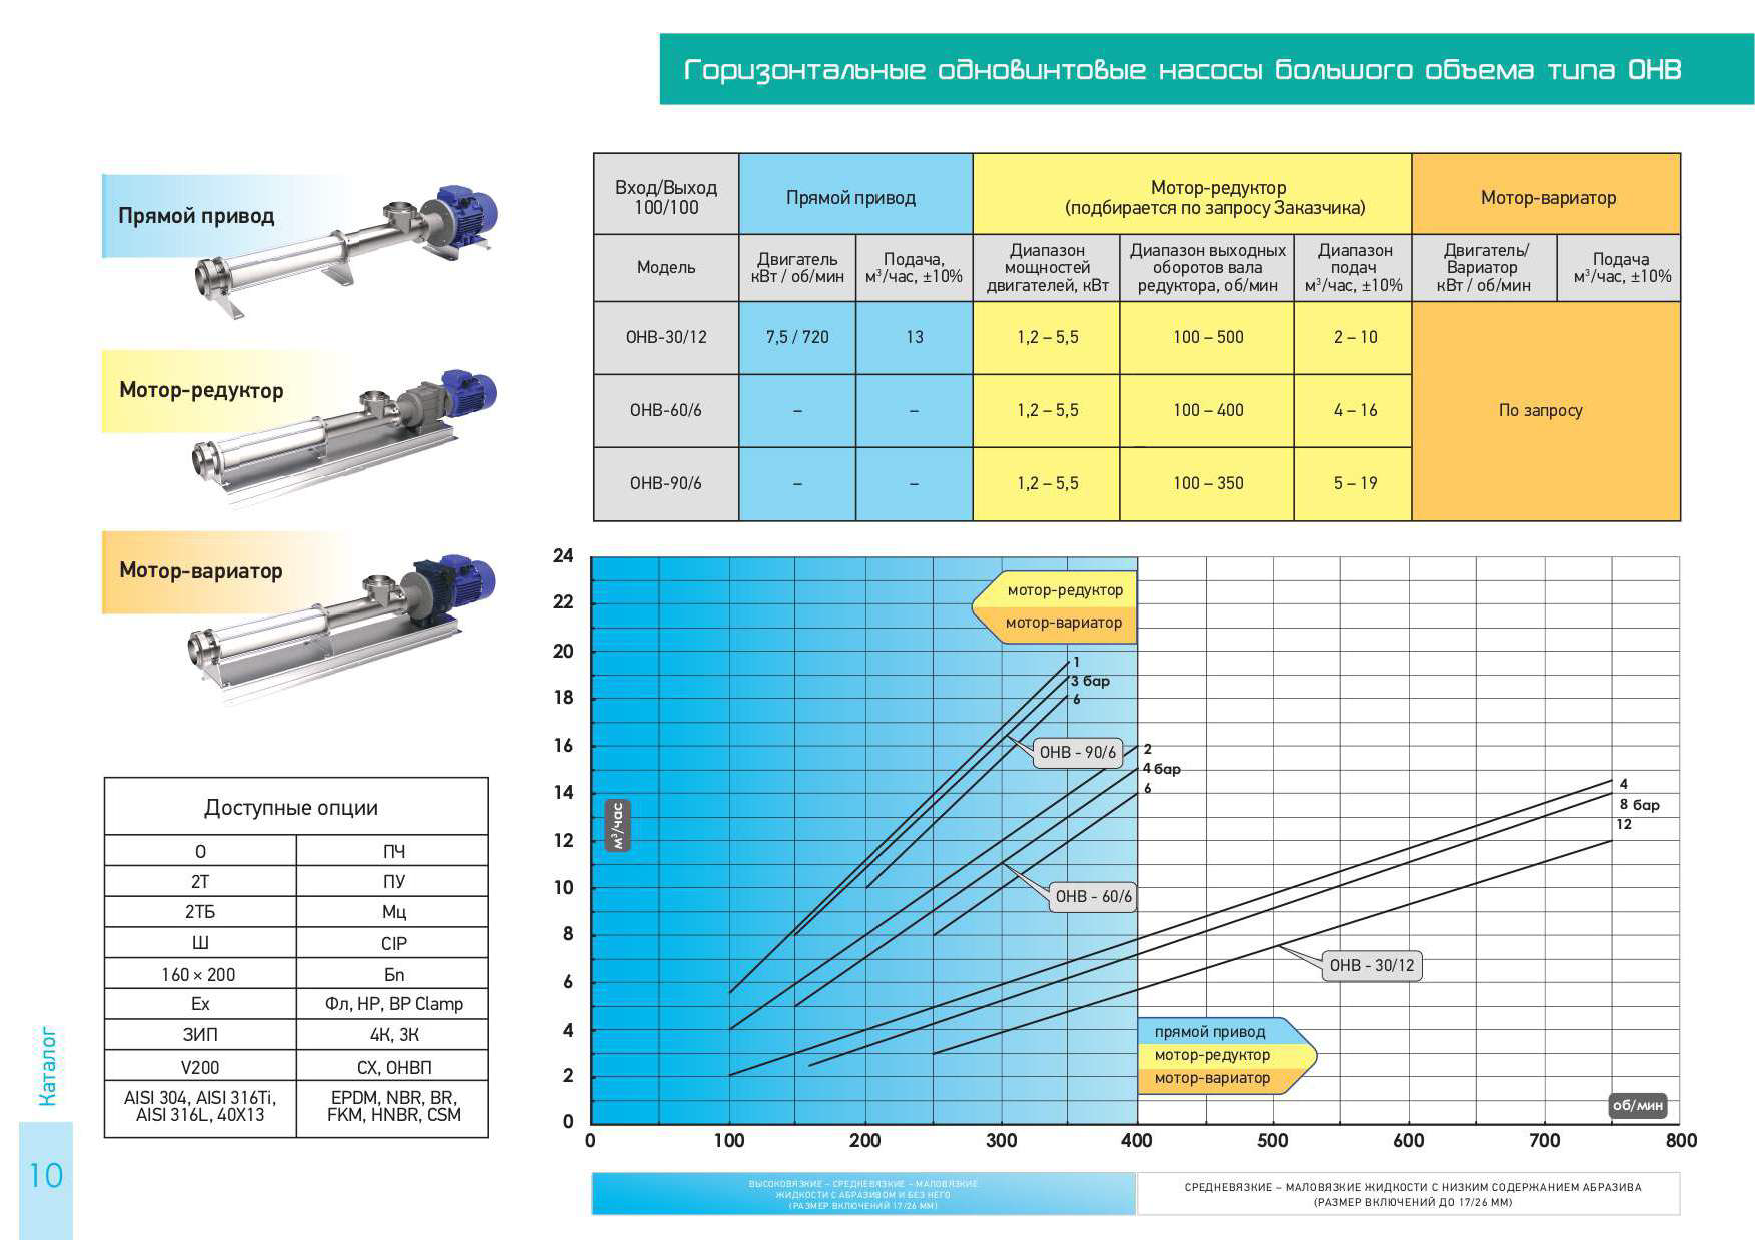 Горизонтальные одновинтовые насосы большого объема типа ОНВ
Прямой привод
Мотор-редуктор
Мотор-вариатор
Вход/Выход
100/100
Прямой привод
Мотор-редуктор
(подбирается по запросу Заказчика)
Мотор-вариатор
Модель
Двигатель
кВт / об/мин
Подача,
м³/час, ±10%
Диапазон
мощностей
двигателей, кВт
Диапазон выходных
оборотов вала
редуктора, об/мин
Диапазон
подач
м³/час, ±10%
Двигатель/
Вариатор
кВт / об/мин
Подача
м³/час, ±10%
ОНВ-30/12
7,5 / 720
13
1,2 – 5,5
100 – 500
2 – 10
ОНВ-60/6
–
–
1,2 – 5,5
100 – 400
4 – 16
По запросу
ОНВ-90/6
–
–
1,2 – 5,5
100 – 350
5 – 19
Доступные опции
О
ПЧ
2Т
ПУ
2ТБ
Мц
Ш
CIP
160 × 200
Бп
Ex
Фл, НР, ВР Clamp
ЗИП
4К, 3К
V200
СХ, ОНВП
AISI 304, AISI 316Ti,
AISI 316L, 40X13
EPDM, NBR, BR,
FKM, HNBR, CSM
24
22
20
18
16
14
12
10
8
6
4
2
0
м³/час
мотор-редуктор
мотор-вариатор
1
3 бар
6
ОНВ - 90/6
2
4 бар
6
ОНВ - 60/6
4
8 бар
12
ОНВ - 30/12
прямой привод
мотор-редуктор
мотор-вариатор
об/мин
0
100
200
300
400
500
600
700
800
ВЫСОКОВЯЗКИЕ – СРЕДНЕВЯЗКИЕ – МАЛОВЯЗКИЕ
ЖИДКОСТИ С АБРАЗИВОМ И БЕЗ НЕГО
(РАЗМЕР ВКЛЮЧЕНИЙ 17/26 ММ)
СРЕДНЕВЯЗКИЕ – МАЛОВЯЗКИЕ ЖИДКОСТИ С НИЗКИМ СОДЕРЖАНИЕМ АБРАЗИВА
(РАЗМЕР ВКЛЮЧЕНИЙ ДО 17/26 ММ)
Каталог
10